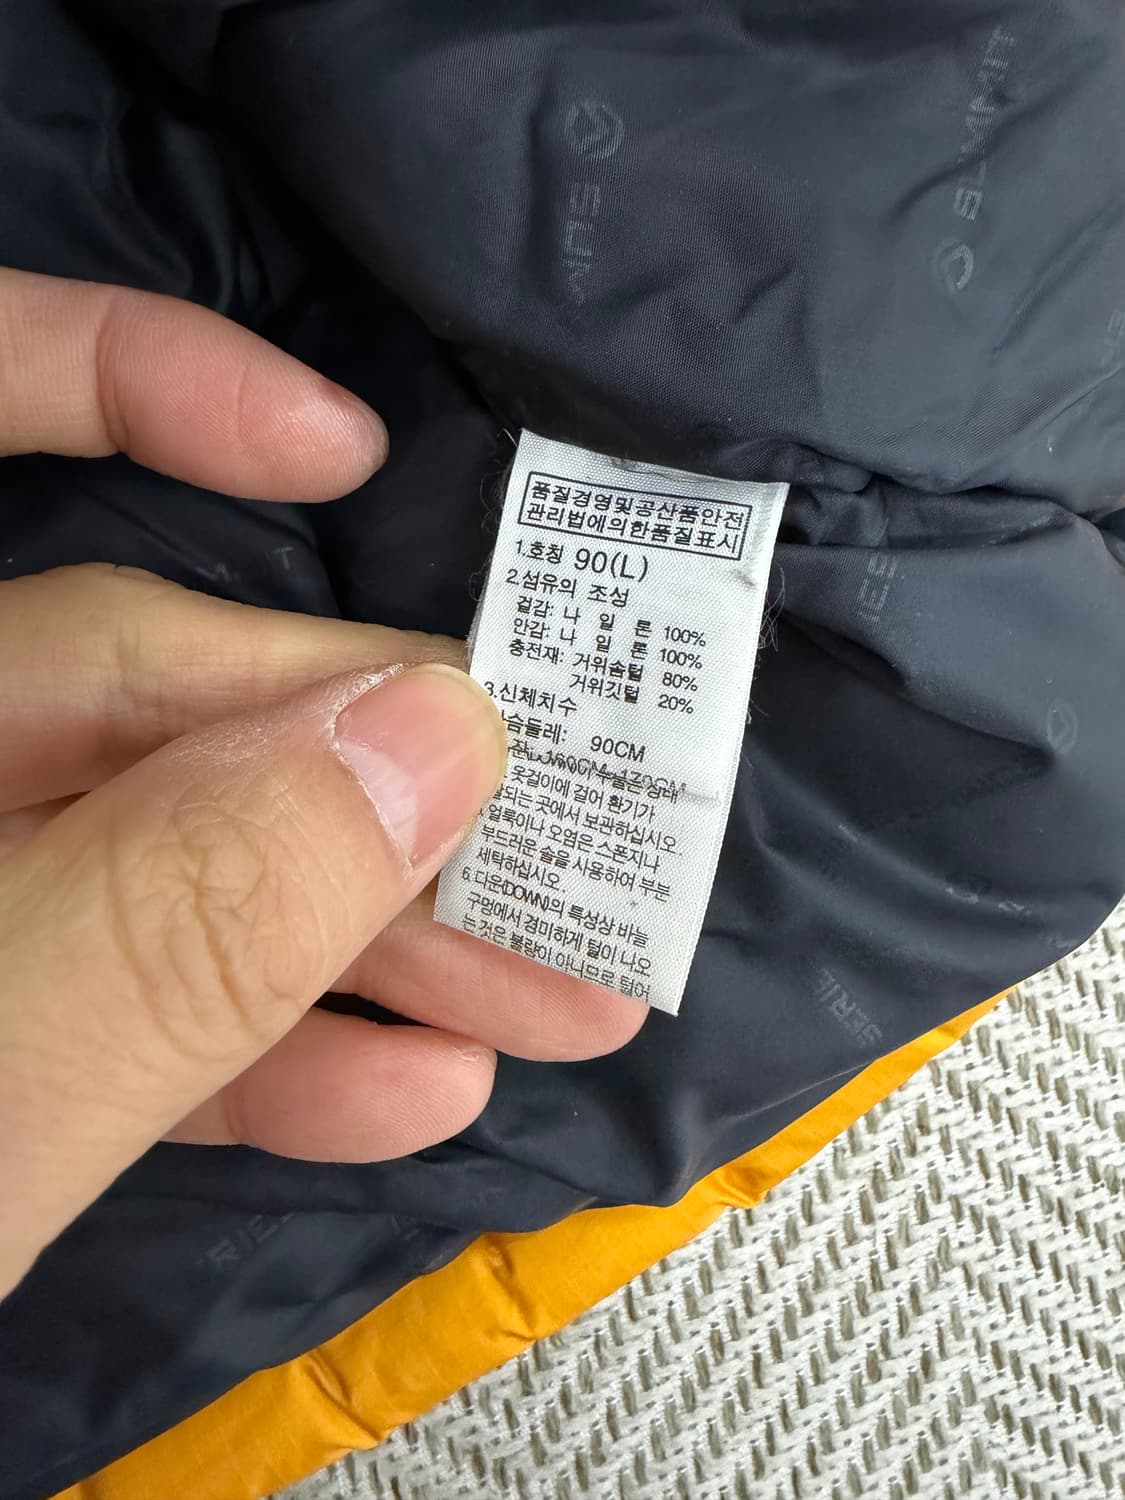 SUMMIT
품질경영및공산품안전
관리법에의한품질표시
1.호칭 90(L)
2.섬유의 조성
겉감: 나 일 론 100%
안감: 나 일 론 100%
충전재: 거위솜털 80%
거위깃털 20%
3.신체치수
슴둘레: 90CM
옷걸이에 걸어 환기가
되는 곳에서 보관하십시오.
얼룩이나 오염은 스폰지나
부드러운 솔을 사용하여 부분
세탁하십시오.
6.다운(DOWN)의 특성상 바늘
구멍에서 경미하게 털이 나오
는 것은 불량이 아니므로 털어
SERIE